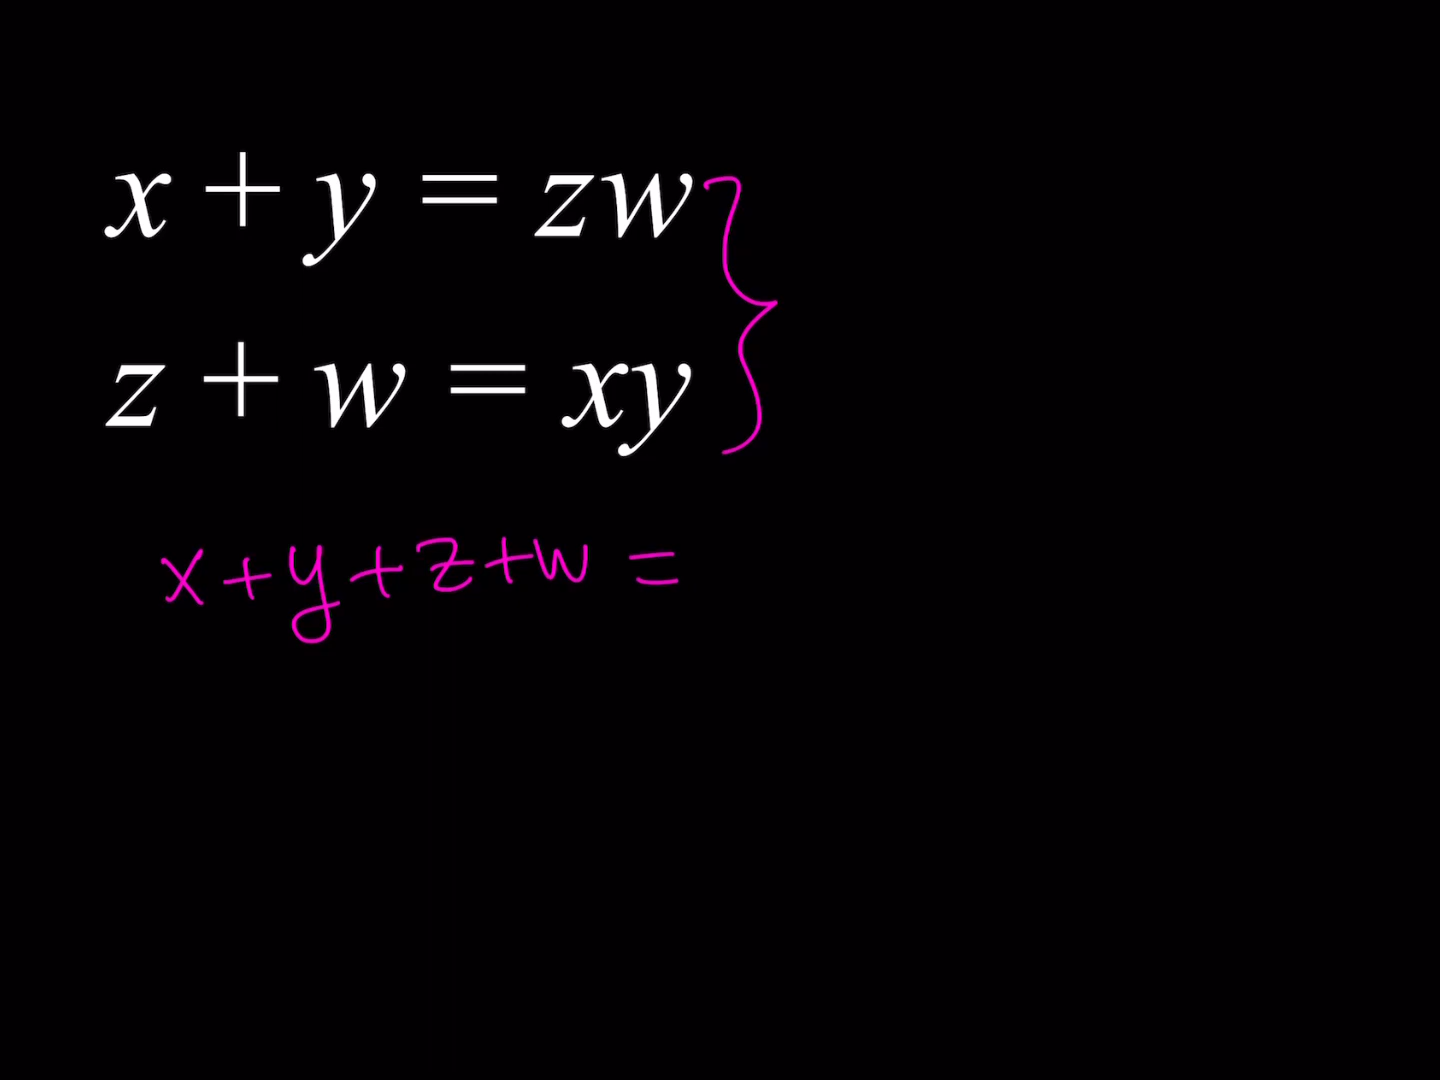 x + y = zw
z + w = xy
x + y + z + w =